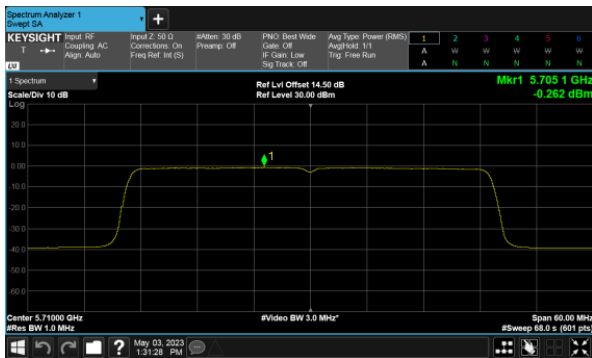 Spectrum Analyzer 1
Swept SA
+
KEYSIGHT Input: RF Input Z: 50 Ω #Atten: 30 dB PNO: Best Wide Avg Type: Power (RMS) 1 2 3 4 5 6
T Coupling: AC Corrections: On Preamp: Off Gate: Off Avg|Hold: 1/1 A W W W W W
Align: Auto Freq Ref: Int (S) IF Gain: Low Trig: Free Run
LXI Sig Track: Off A N N N N N
1 Spectrum Ref Lvl Offset 14.50 dB Mkr1 5.705 1 GHz
Scale/Div 10 dB Ref Level 30.00 dBm -0.262 dBm
Log
20.0
10.0
1
0.00
-10.0
-20.0
-30.0
-40.0
-50.0
-60.0
Center 5.71000 GHz #Video BW 3.0 MHz* Span 60.00 MHz
#Res BW 1.0 MHz #Sweep 68.0 s (601 pts)
? May 03, 2023
1:31:28 PM